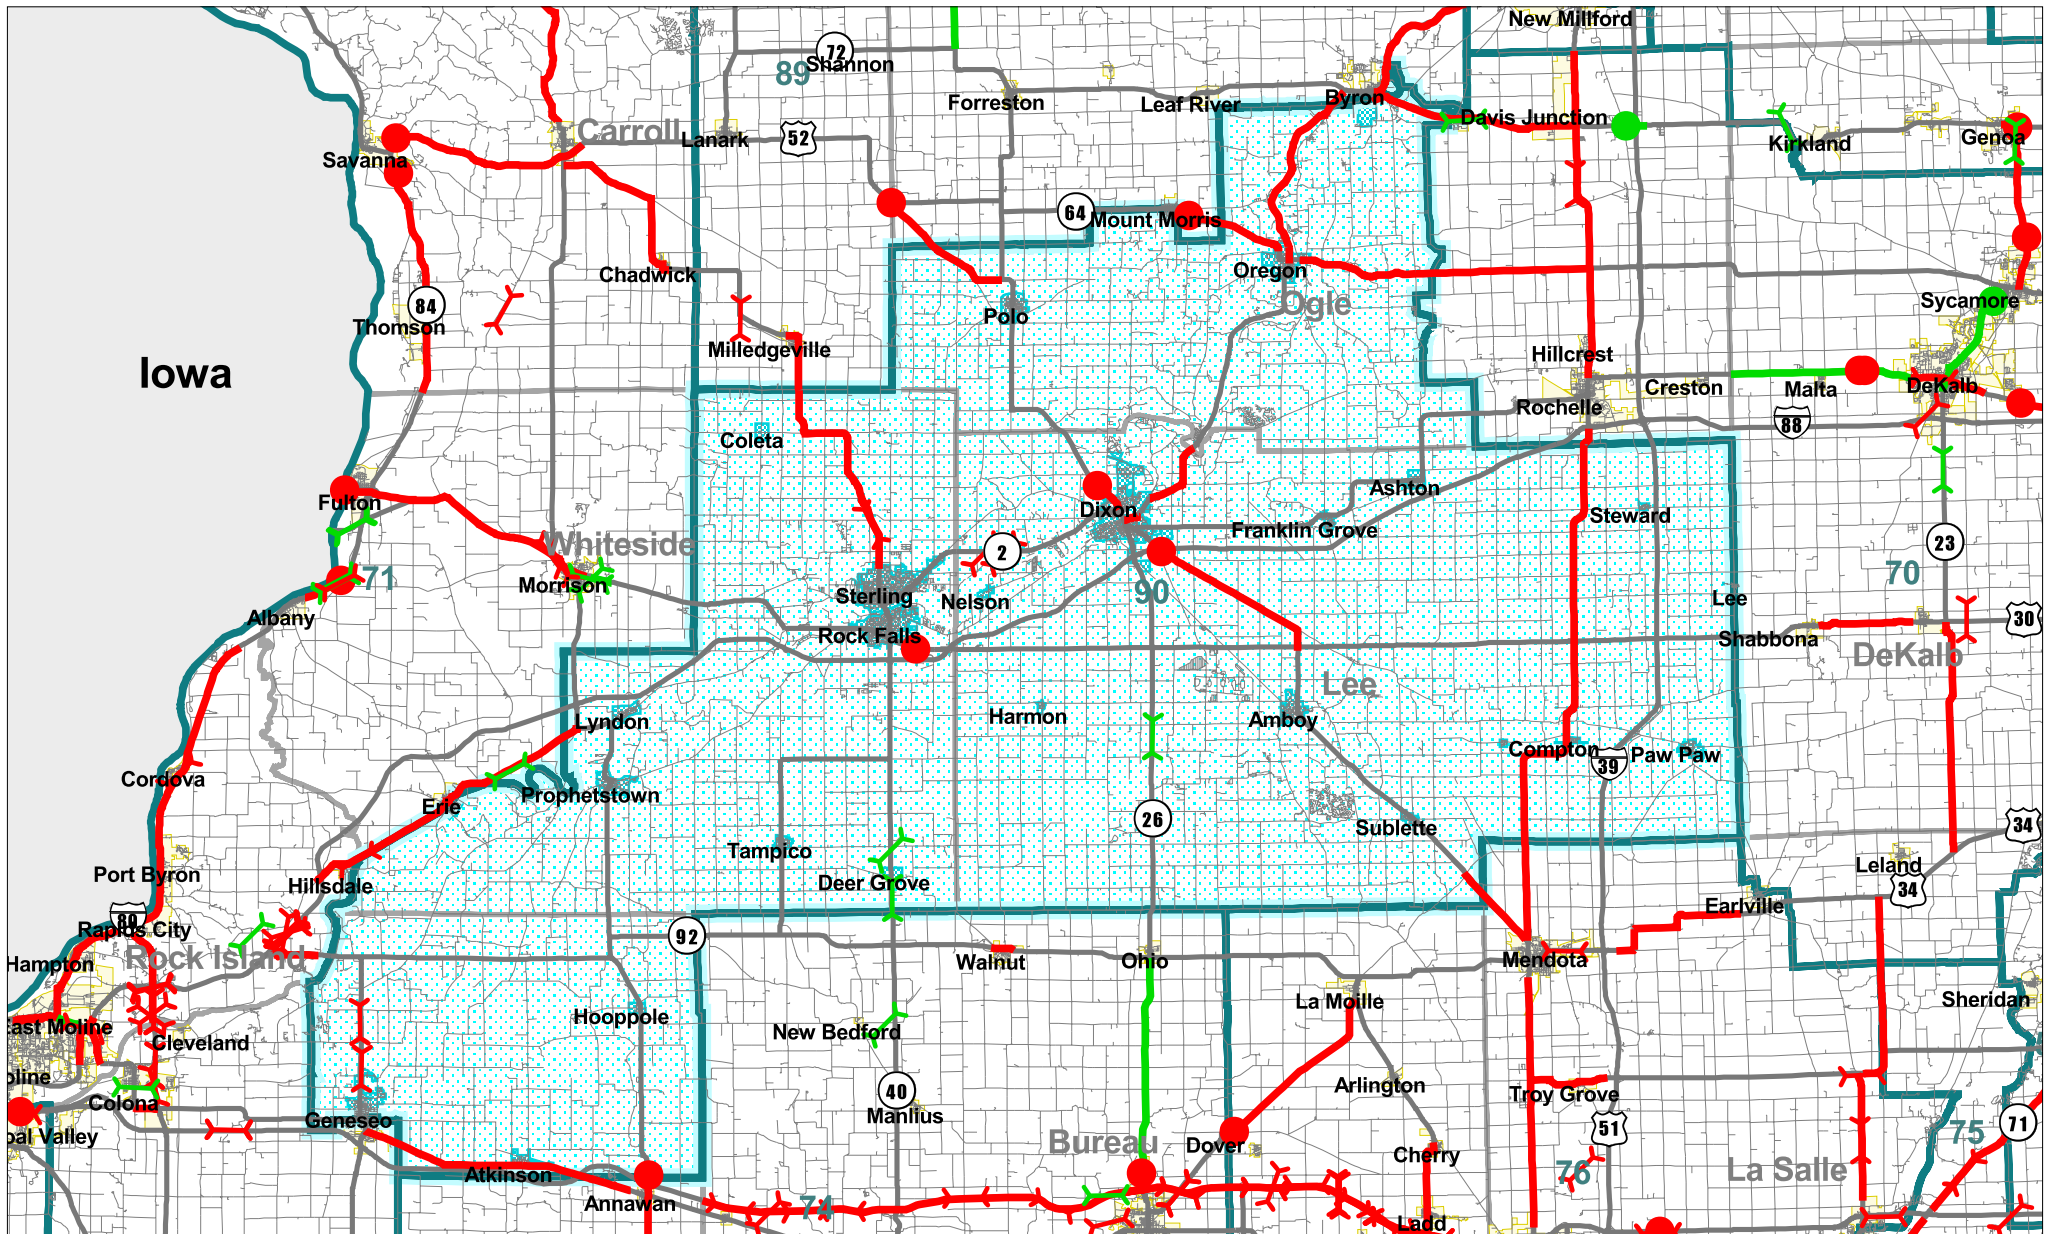 New Millford
72
Shannon
89
Forreston
Leaf River
Byron
Davis Junction
Carroll
Lanark
52
Savanna
Kirkland
Genoa
64
Mount Morris
Chadwick
Oregon
84
Thomson
Polo
Ogle
Sycamore
Milledgeville
Hillcrest
Iowa
Creston
Malta
DeKalb
Rochelle
88
Coleta
Ashton
Fulton
Dixon
Steward
Franklin Grove
Whiteside
2
23
71
Morrison
70
Sterling
Nelson
90
Lee
Albany
30
Rock Falls
Shabbona
DeKalb
Lee
Lyndon
Harmon
Amboy
Compton
Paw Paw
39
Cordova
Erie
Prophetstown
26
Sublette
34
Tampico
Port Byron
Hillsdale
Deer Grove
Leland
34
Earlville
80
Rapids City
92
Rock Island
Hampton
Walnut
Ohio
Mendota
La Moille
Sheridan
Hooppole
East Moline
New Bedford
Cleveland
oline
40
Arlington
Troy Grove
Colona
Manlius
Geneseo
51
71
75
oal Valley
Bureau
Dover
Cherry
76
La Salle
Atkinson
Annawan
74
Ladd